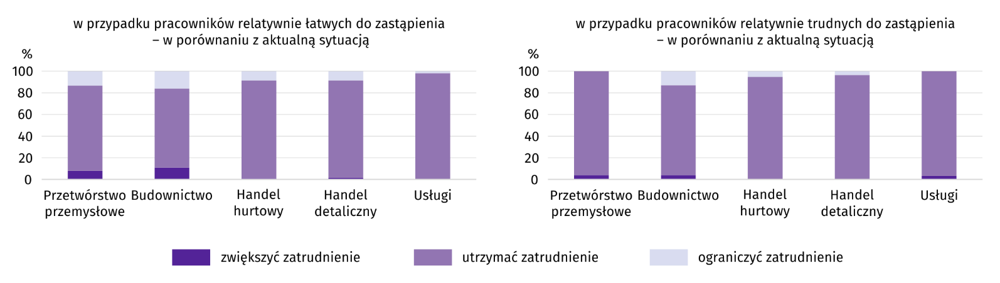 w przypadku pracowników relatywnie łatwych do zastąpienia
– w porównaniu z aktualną sytuacją
%
100
80
60
40
20
0
Przetwórstwo przemysłowe
Budownictwo
Handel hurtowy
Handel detaliczny
Usługi
w przypadku pracowników relatywnie trudnych do zastąpienia
– w porównaniu z aktualną sytuacją
%
100
80
60
40
20
0
Przetwórstwo przemysłowe
Budownictwo
Handel hurtowy
Handel detaliczny
Usługi
zwiększyć zatrudnienie
utrzymać zatrudnienie
ograniczyć zatrudnienie